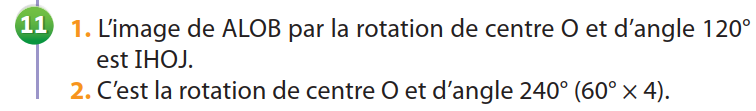 11 1. L’image de ALOB par la rotation de centre O et d’angle 120°
est IHOJ.
2. C’est la rotation de centre O et d’angle 240° (60° × 4).